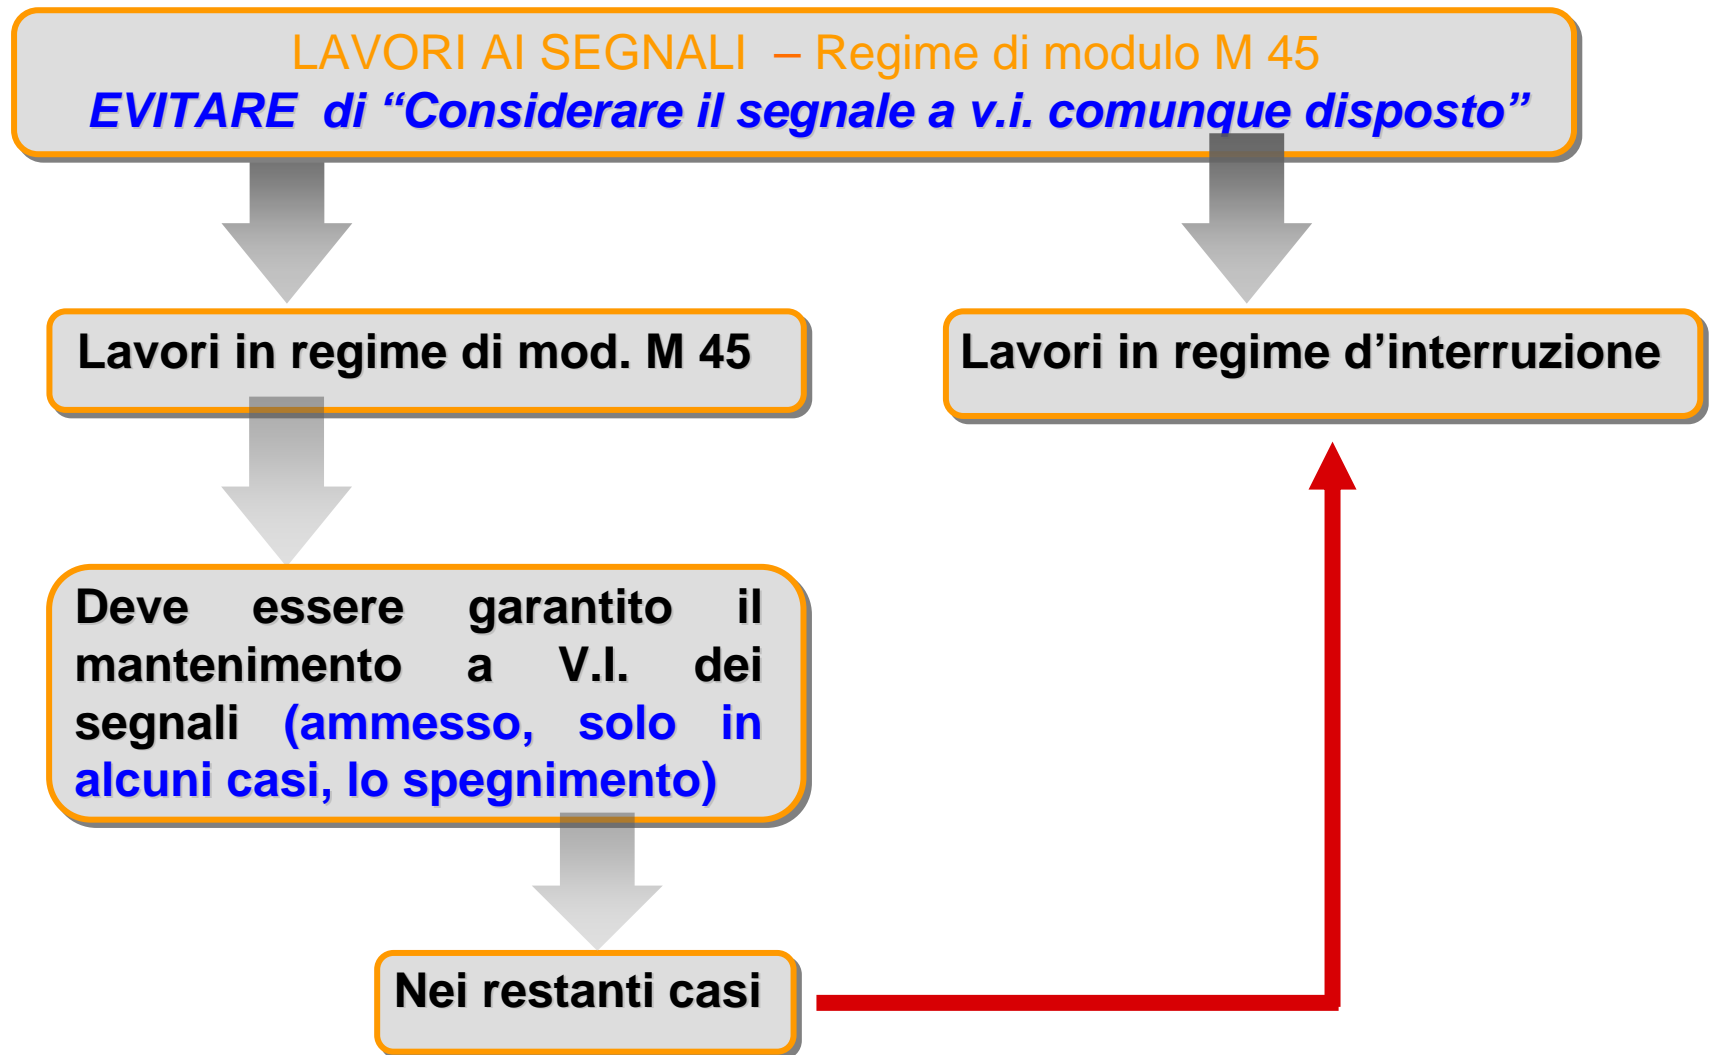 LAVORI AI SEGNALI – Regime di modulo M 45
EVITARE di “Considerare il segnale a v.i. comunque disposto”
Lavori in regime di mod. M 45
Lavori in regime d’interruzione
Deve essere garantito il
mantenimento a V.I. dei
segnali (ammesso, solo in
alcuni casi, lo spegnimento)
Nei restanti casi